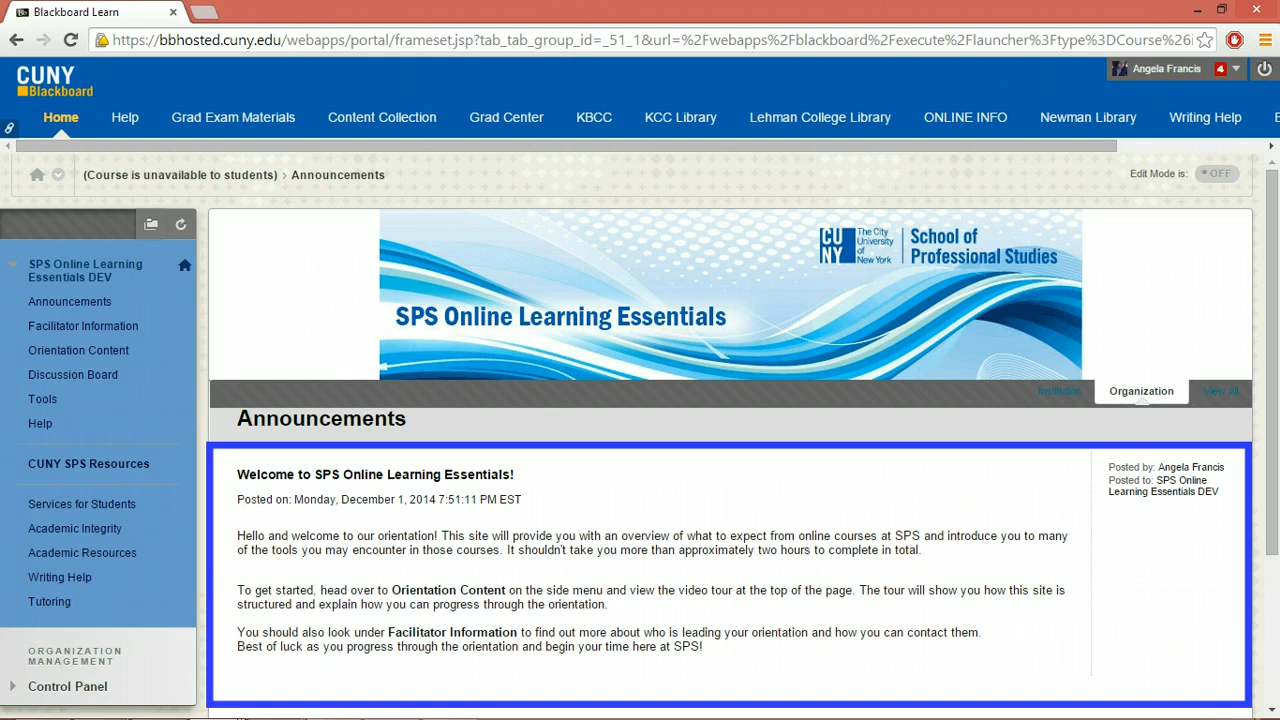 Blackboard Learn
https://bbhosted.cuny.edu/webapps/portal/frameset.jsp?tab_tab_group_id=_51_1&url=%2Fwebapps%2Fblackboard%2Fexecute%2Flauncher%3Ftype%3DCourse%26i
CUNY
Blackboard
Angela Francis 4
Home Help Grad Exam Materials Content Collection Grad Center KBCC KCC Library Lehman College Library ONLINE INFO Newman Library Writing Help E
(Course is unavailable to students) > Announcements
Edit Mode is: OFF
SPS Online Learning
Essentials DEV
Announcements
Facilitator Information
Orientation Content
Discussion Board
Tools
Help
CUNY SPS Resources
Services for Students
Academic Integrity
Academic Resources
Writing Help
Tutoring
ORGANIZATION
MANAGEMENT
Control Panel
CU
NY
The City
University
of
New York
School of
Professional Studies
SPS Online Learning Essentials
Institution Organization View All
Announcements
Welcome to SPS Online Learning Essentials!
Posted on: Monday, December 1, 2014 7:51:11 PM EST
Hello and welcome to our orientation! This site will provide you with an overview of what to expect from online courses at SPS and introduce you to many
of the tools you may encounter in those courses. It shouldn't take you more than approximately two hours to complete in total.
To get started, head over to Orientation Content on the side menu and view the video tour at the top of the page. The tour will show you how this site is
structured and explain how you can progress through the orientation.
You should also look under Facilitator Information to find out more about who is leading your orientation and how you can contact them.
Best of luck as you progress through the orientation and begin your time here at SPS!
Posted by: Angela Francis
Posted to: SPS Online
Learning Essentials DEV